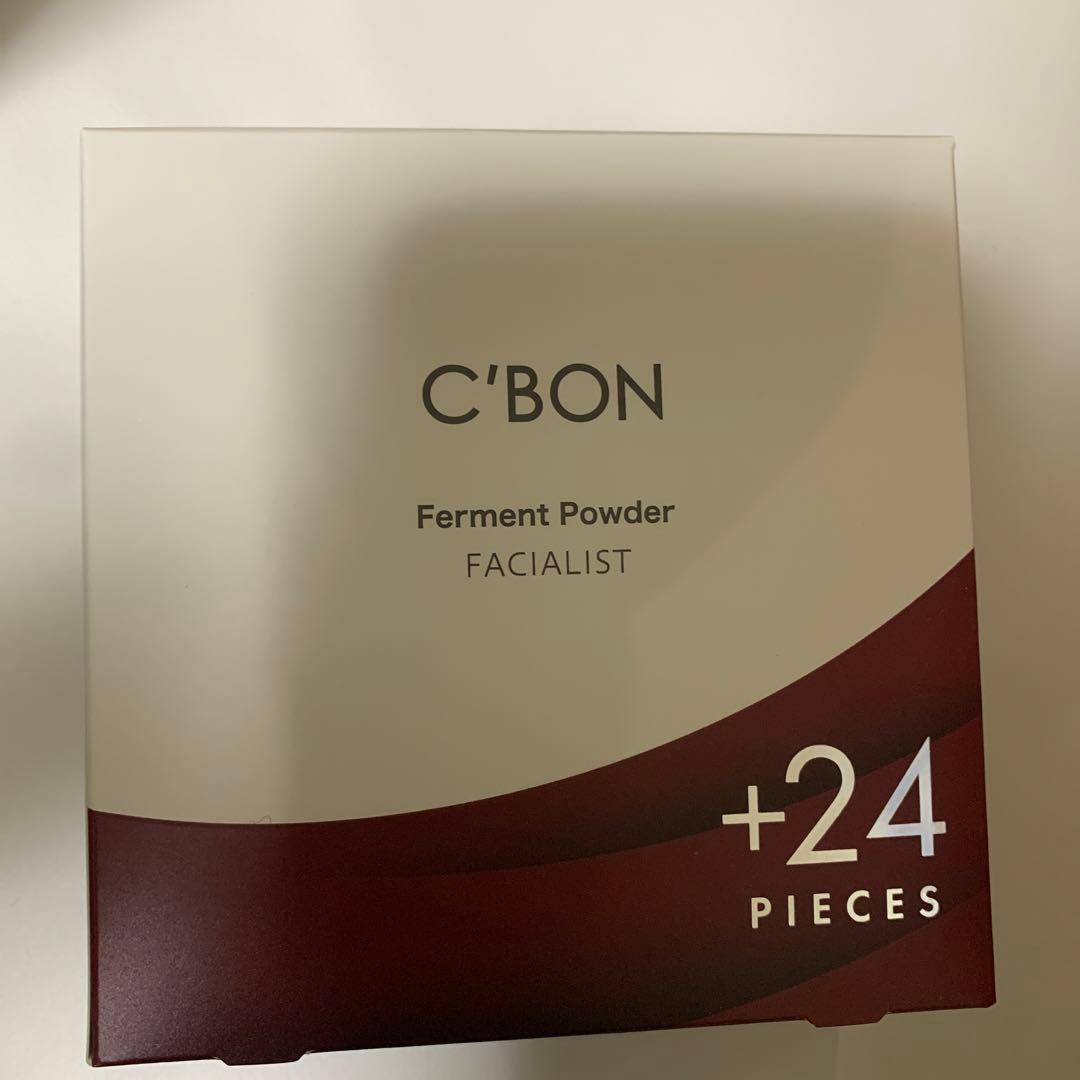 C'BON
Ferment Powder
FACIALIST
+24
PIECES